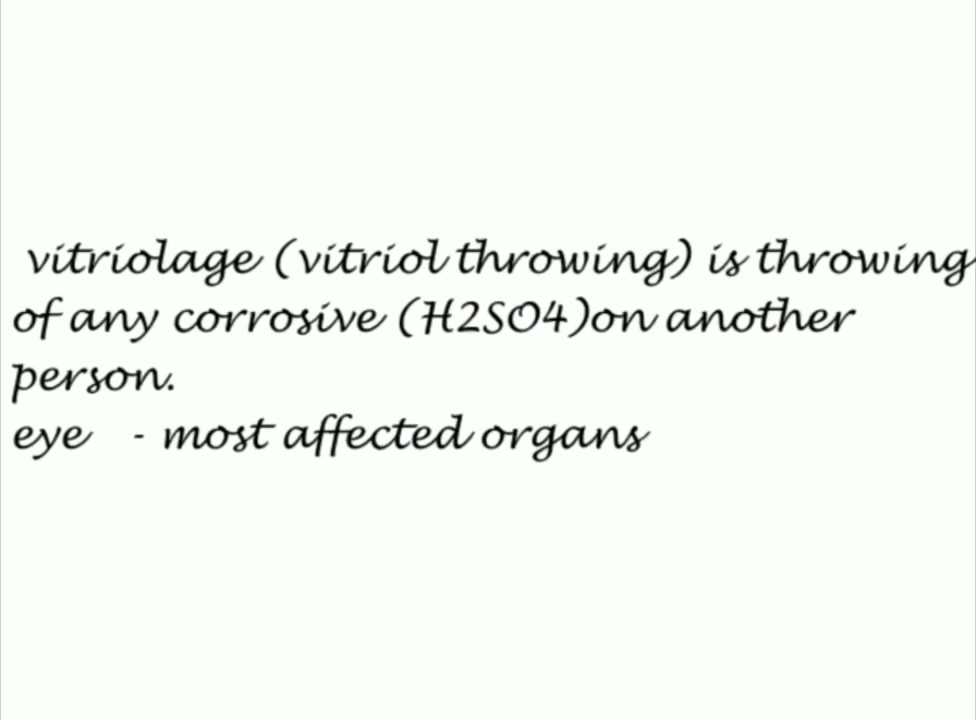 vitriolage (vitriol throwing) is throwing
of any corrosive (H2SO4)on another
person.
eye - most affected organs